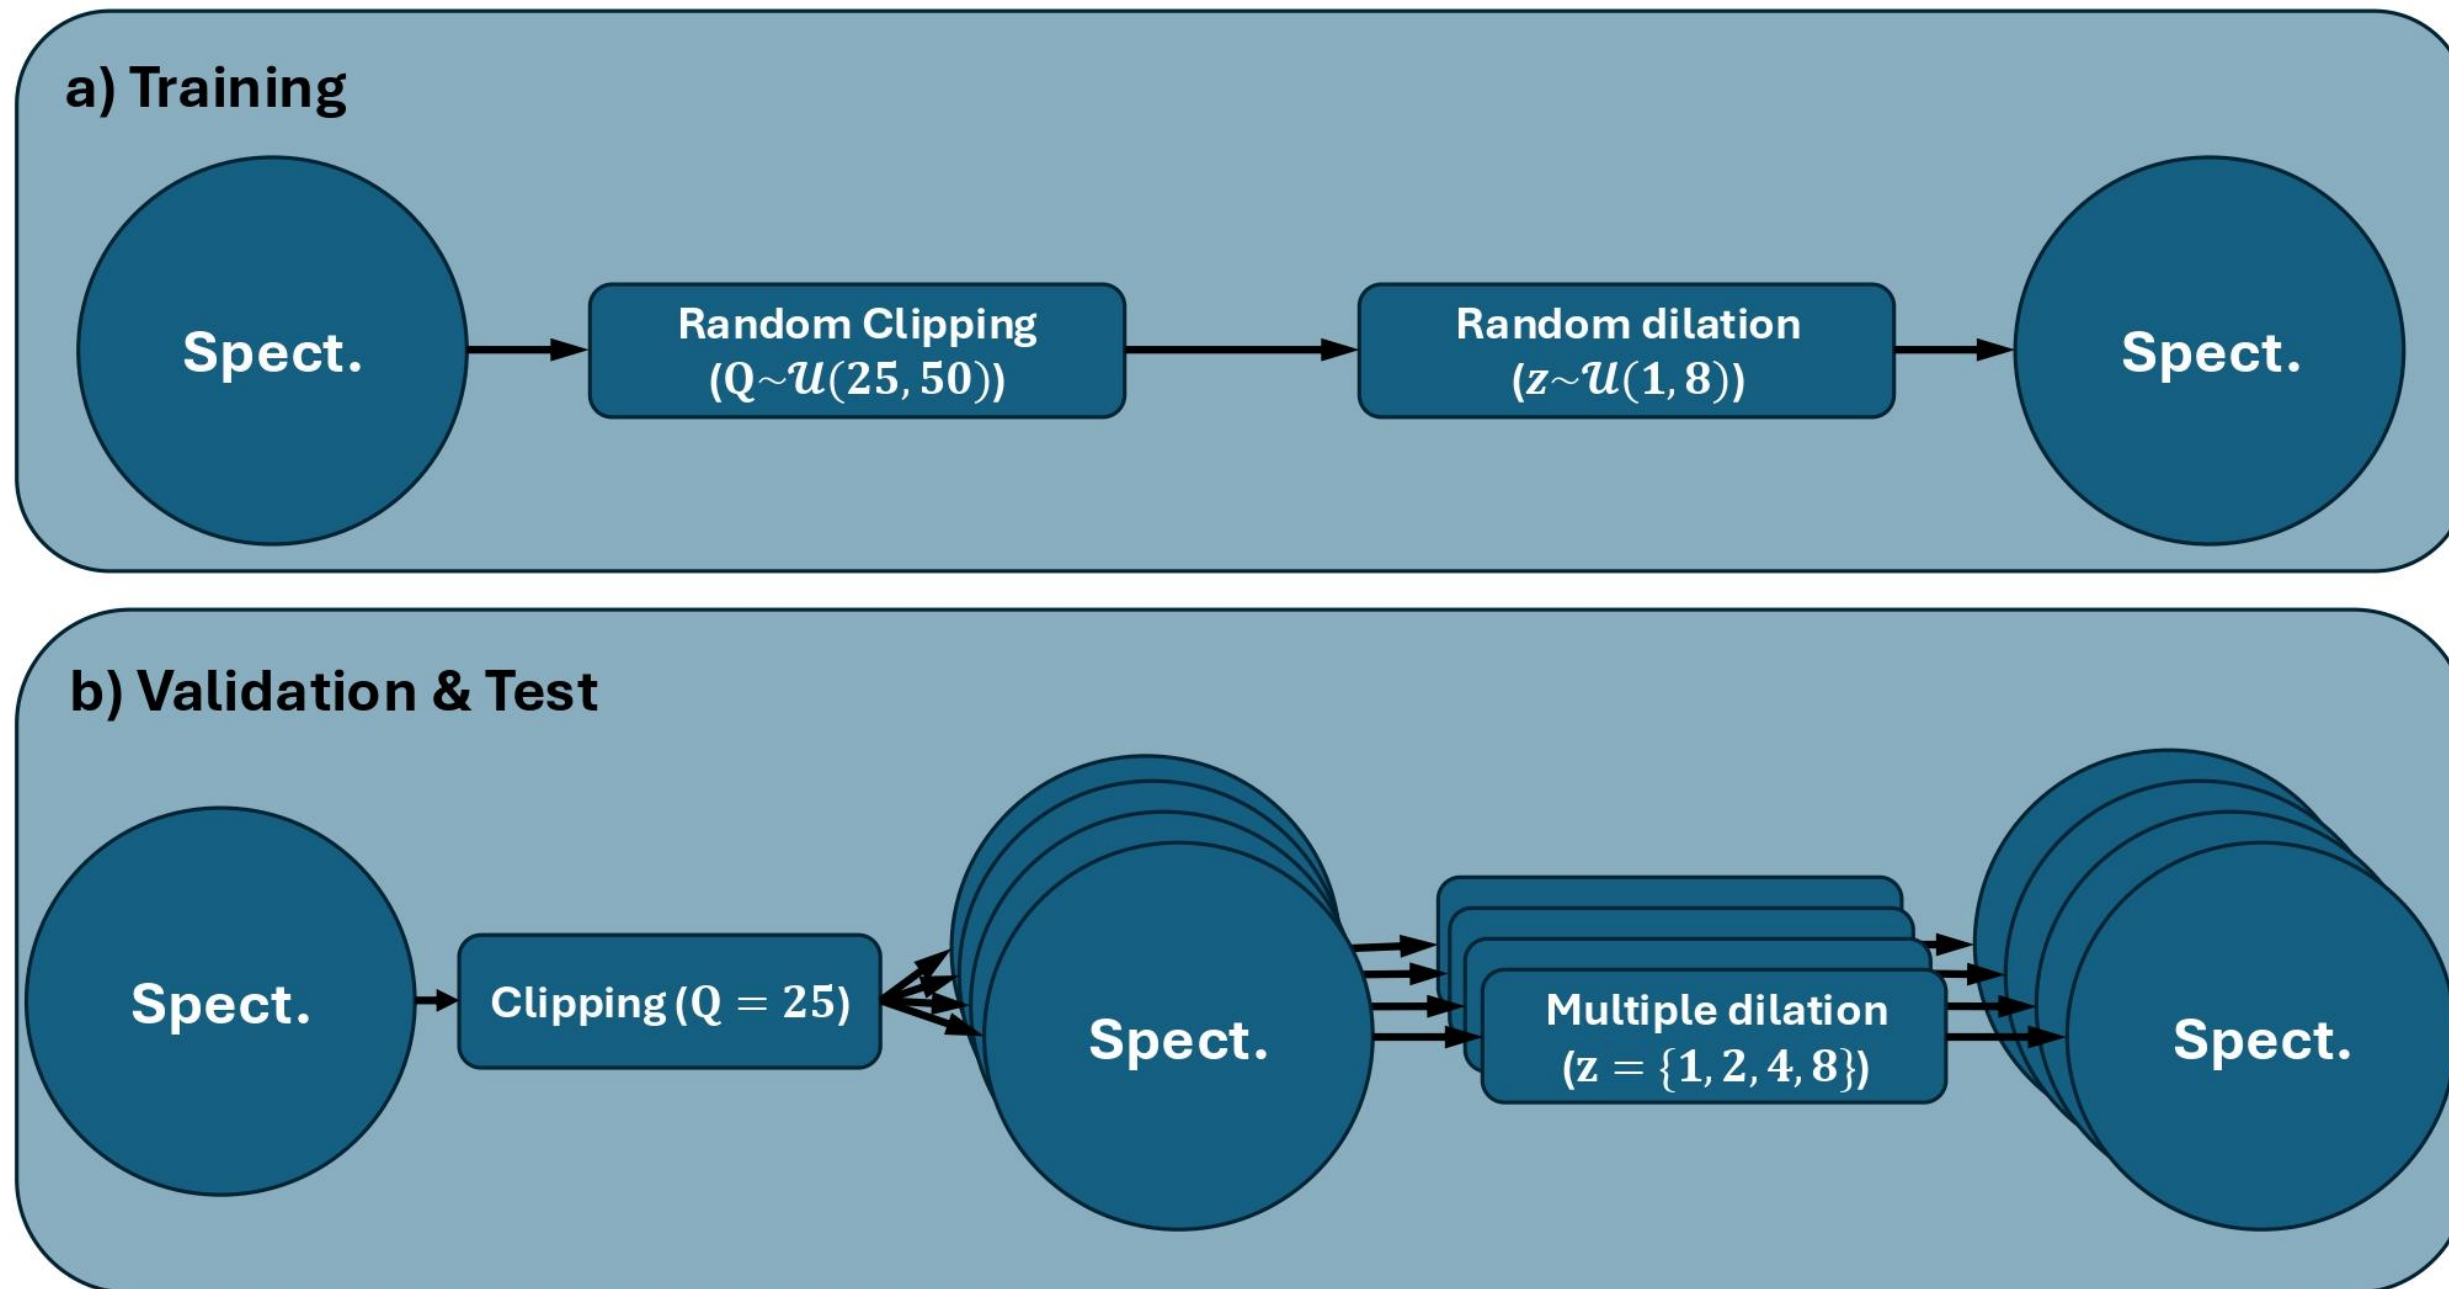 a) Training
Spect.
Random Clipping
(Q~𝒰(25, 50))
Random dilation
(z~𝒰(1, 8))
Spect.
b) Validation & Test
Spect.
Clipping (Q = 25)
Spect.
Multiple dilation
(z = {1, 2, 4, 8})
Spect.